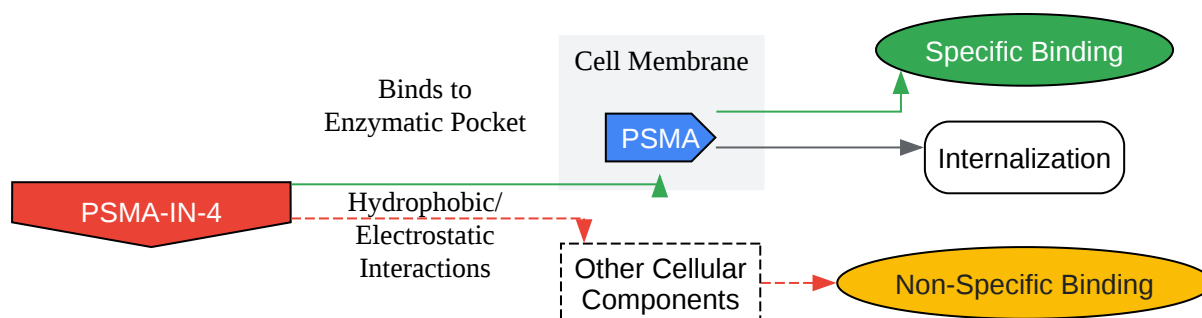 Cell Membrane
Specific Binding
Binds to
Enzymatic Pocket
PSMA
Internalization
PSMA-IN-4
Hydrophobic/
Electrostatic
Interactions
Other Cellular
Components
Non-Specific Binding